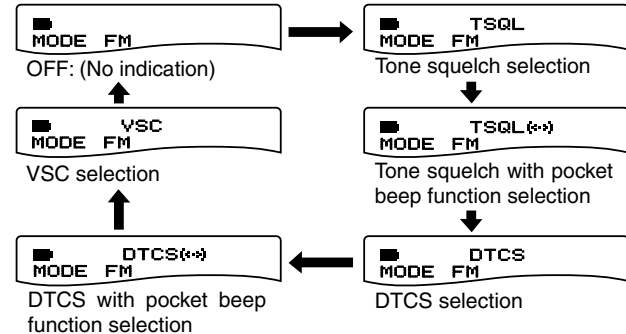 MODE FM
OFF: (No indication)
TSQL
MODE FM
Tone squelch selection
TSQL((·))
MODE FM
Tone squelch with pocket
beep function selection
DTCS
MODE FM
DTCS selection
DTCS((·))
MODE FM
DTCS with pocket beep
function selection
VSC
MODE FM
VSC selection